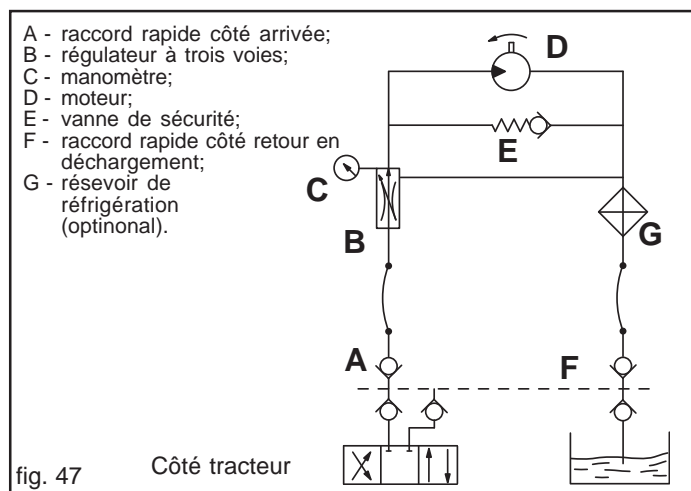 A - raccord rapide côté arrivée;
B - régulateur à trois voies;
C - manomètre;
D - moteur;
E - vanne de sécurité;
F - raccord rapide côté retour en
déchargement;
G - résevoir de
réfrigération
(optinonal).
D
E
C
B
G
A
F
fig. 47
Côté tracteur